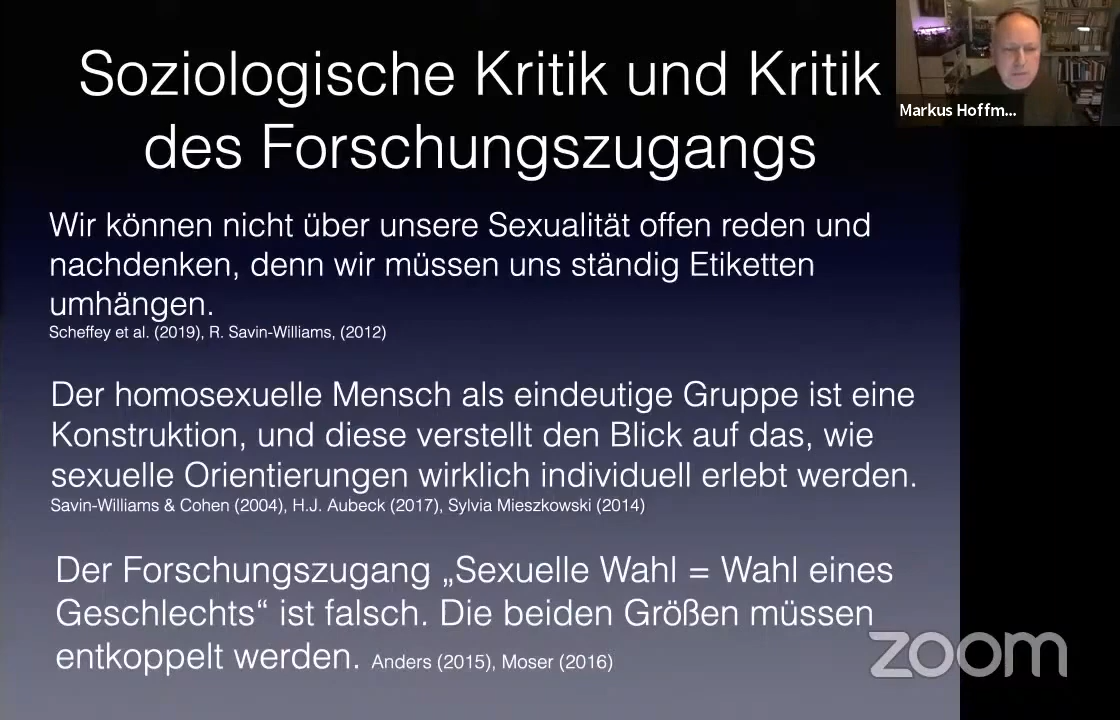 Soziologische Kritik und Kritik
des Forschungszugangs
Markus Hoffm...
Wir können nicht über unsere Sexualität offen reden und
nachdenken, denn wir müssen uns ständig Etiketten
umhängen.
Scheffey et al. (2019), R. Savin-Williams, (2012)
Der homosexuelle Mensch als eindeutige Gruppe ist eine
Konstruktion, und diese verstellt den Blick auf das, wie
sexuelle Orientierungen wirklich individuell erlebt werden.
Savin-Williams & Cohen (2004), H.J. Aubeck (2017), Sylvia Mieszkowski (2014)
Der Forschungszugang „Sexuelle Wahl = Wahl eines
Geschlechts“ ist falsch. Die beiden Größen müssen
entkoppelt werden. Anders (2015), Moser (2016)
zoom